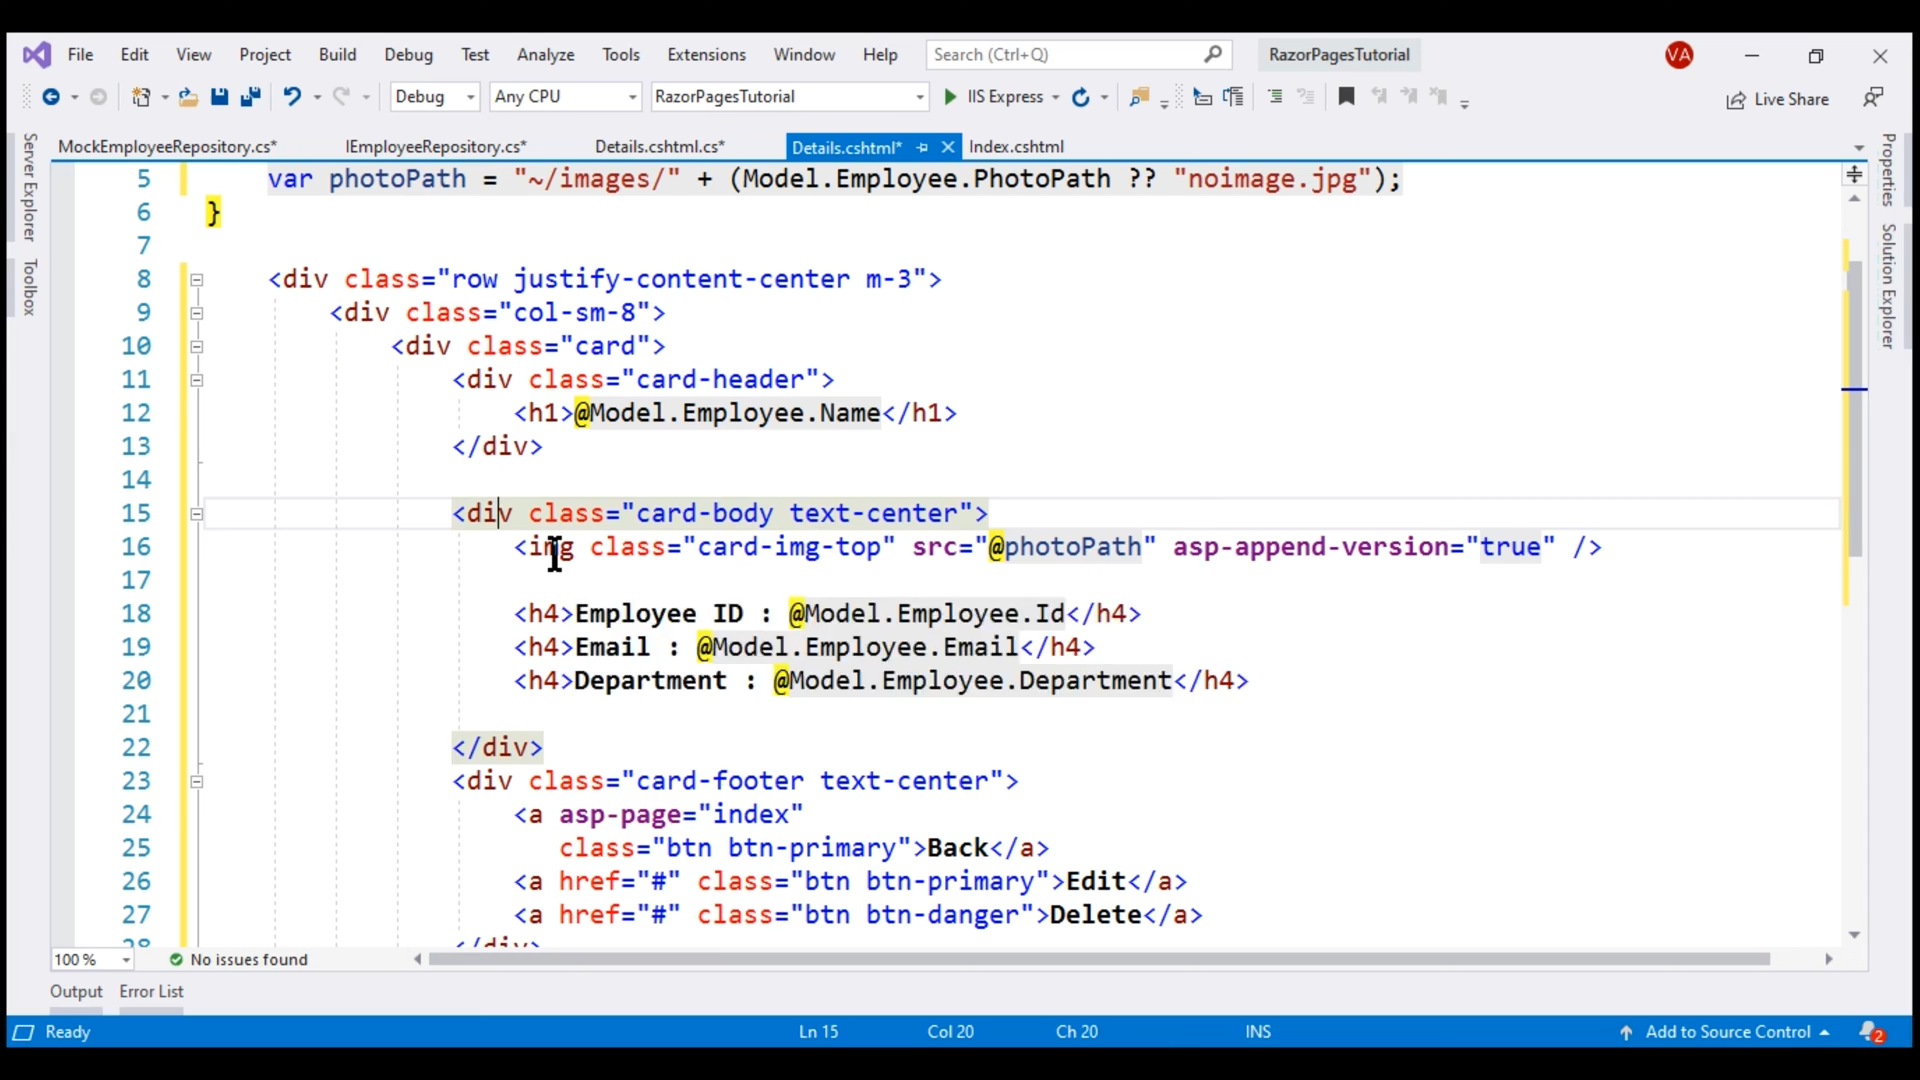 File Edit View Project Build Debug Test Analyze Tools Extensions Window Help Search (Ctrl+Q) RazorPagesTutorial VA
Debug Any CPU RazorPagesTutorial IIS Express Live Share
MockEmployeeRepository.cs* IEmployeeRepository.cs* Details.cshtml.cs* Details.cshtml* Index.cshtml
Server Explorer
Toolbox
Properties
Solution Explorer
5 var photoPath = "~/images/" + (Model.Employee.PhotoPath ?? "noimage.jpg");
6 }
7
8 <div class="row justify-content-center m-3">
9 <div class="col-sm-8">
10 <div class="card">
11 <div class="card-header">
12 <h1>@Model.Employee.Name</h1>
13 </div>
14
15 <div class="card-body text-center">
16 <img class="card-img-top" src="@photoPath" asp-append-version="true" />
17
18 <h4>Employee ID : @Model.Employee.Id</h4>
19 <h4>Email : @Model.Employee.Email</h4>
20 <h4>Department : @Model.Employee.Department</h4>
21
22 </div>
23 <div class="card-footer text-center">
24 <a asp-page="index"
25 class="btn btn-primary">Back</a>
26 <a href="#" class="btn btn-primary">Edit</a>
27 <a href="#" class="btn btn-danger">Delete</a>
28 </div>
100 % No issues found
Output Error List
Ready Ln 15 Col 20 Ch 20 INS Add to Source Control 2